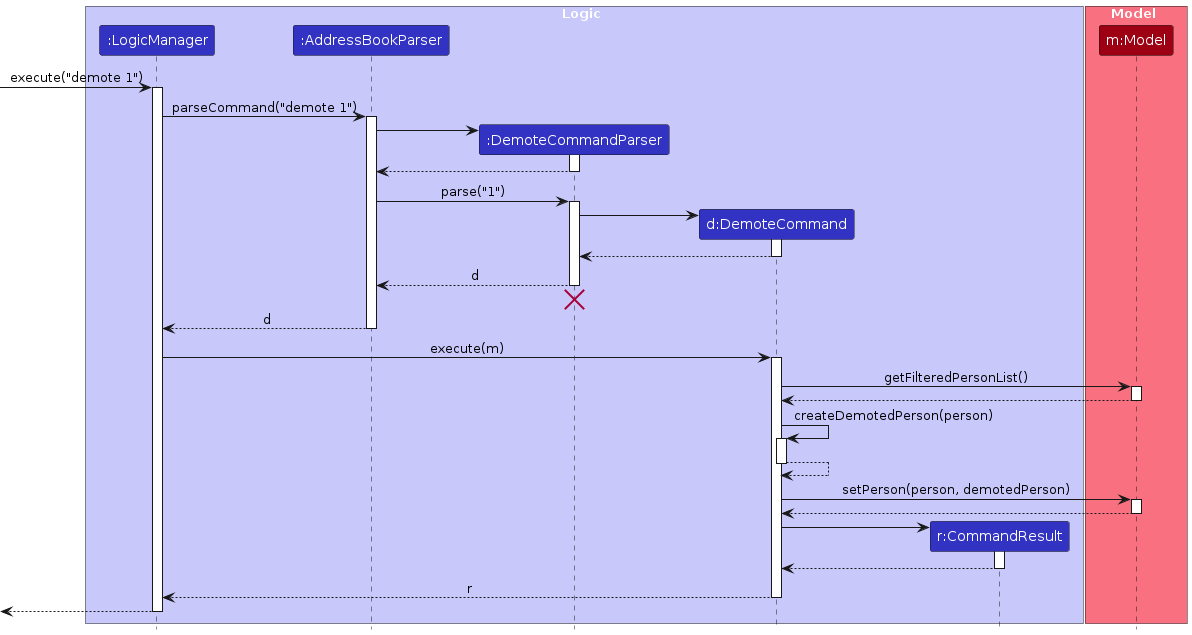 Logic
Model
:LogicManager
:AddressBookParser
m:Model
execute("demote 1")
parseCommand("demote 1")
:DemoteCommandParser
parse("1")
d:DemoteCommand
d
d
execute(m)
getFilteredPersonList()
createDemotedPerson(person)
setPerson(person, demotedPerson)
r:CommandResult
r